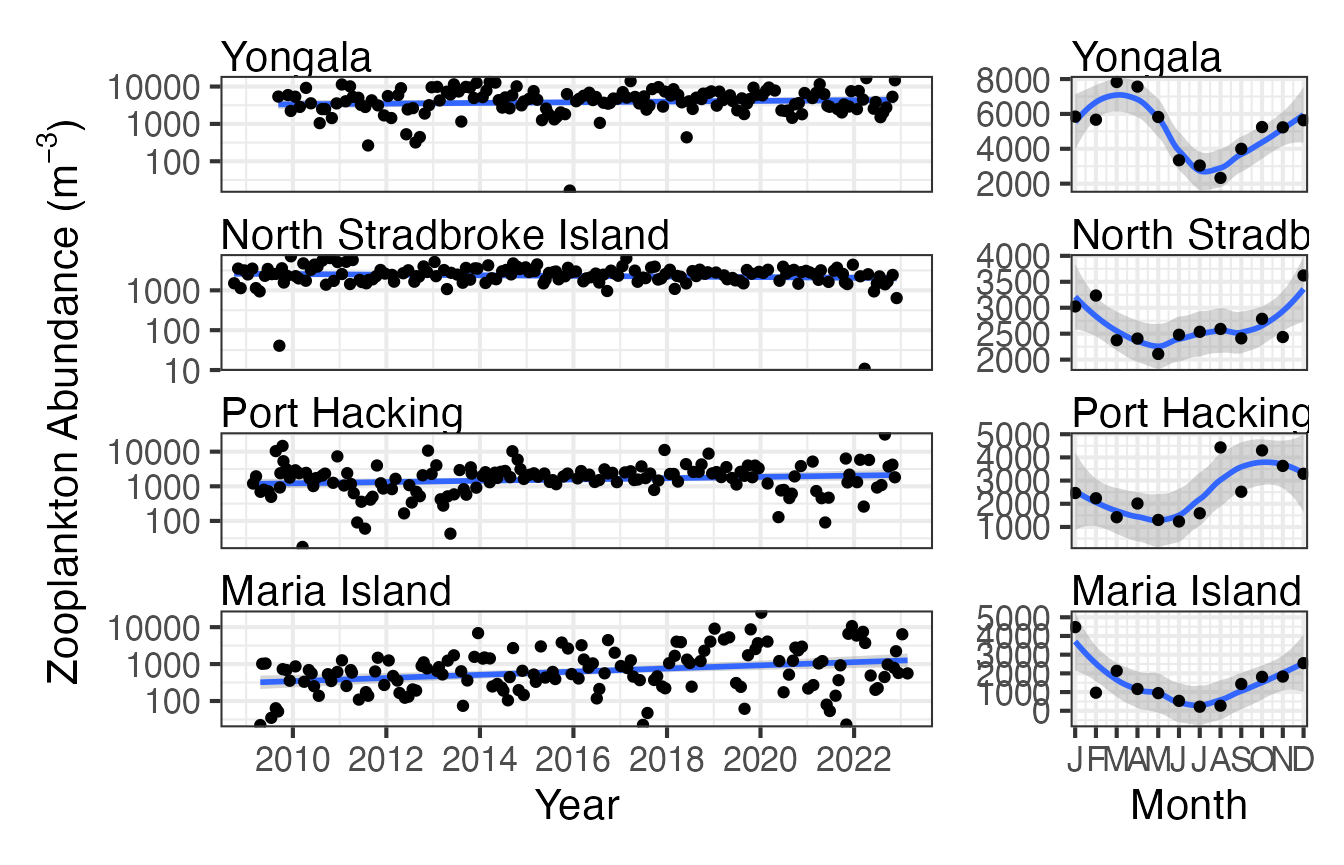 Zooplankton Abundance (m⁻³)
Yongala
10000
1000
100
Yongala
8000
6000
4000
2000
North Stradbroke Island
1000
100
10
North Stradb
4000
3500
3000
2500
2000
Port Hacking
10000
1000
100
Port Hacking
5000
4000
3000
2000
1000
Maria Island
10000
1000
100
Maria Island
5000
4000
3000
2000
1000
0
2010 2012 2014 2016 2018 2020 2022
J F M A M J J A S O N D
Year
Month